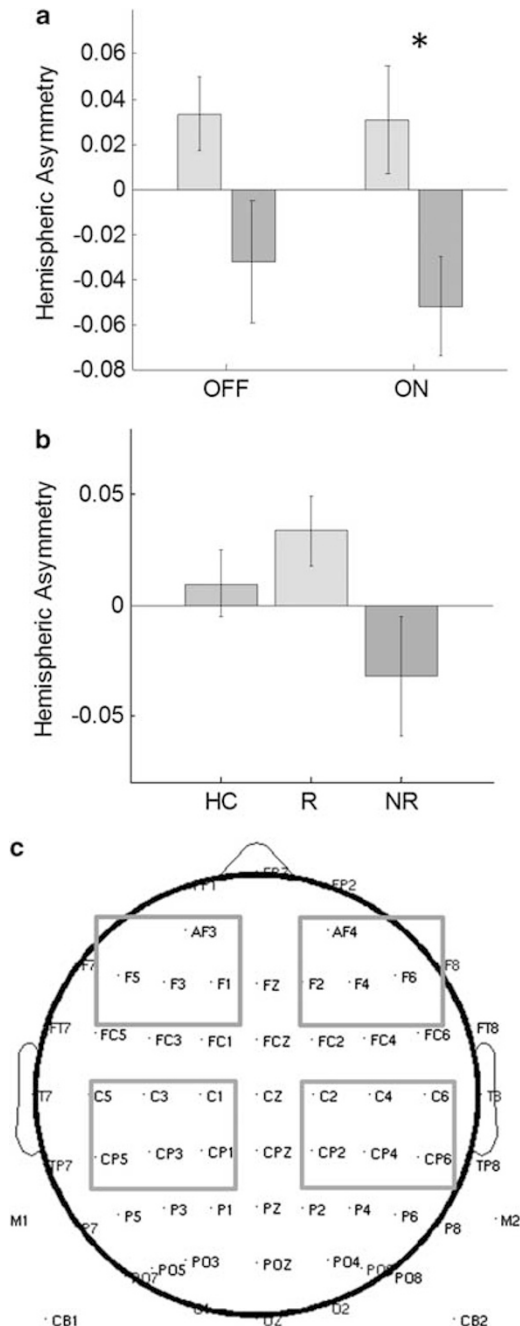 a
Hemispheric Asymmetry
0.06
*
0.04
0.02
0
-0.02
-0.04
-0.06
-0.08
OFF ON
b
Hemispheric Asymmetry
0.05
0
-0.05
HC R NR
c
FP2
AF3 AF4
F7 F5 F3 F1 FZ F2 F4 F6 F8
FT7 FC5 FC3 FC1 FCZ FC2 FC4 FC6 FT8
T7 C5 C3 C1 CZ C2 C4 C6
TP7 CP5 CP3 CP1 CPZ CP2 CP4 CP6 TP8
M1 P7 P5 P3 P1 PZ P2 P4 P6 P8 M2
PO7 PO5 PO3 POZ PO4 PO8
CB1 CB2